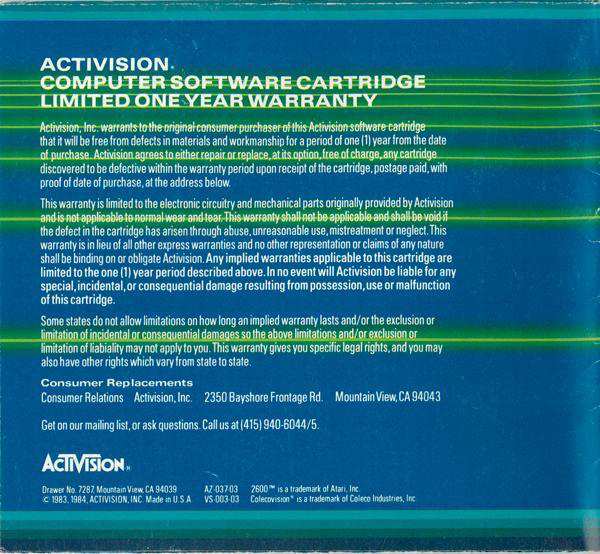 ACTIVISION®
COMPUTER SOFTWARE CARTRIDGE
LIMITED ONE YEAR WARRANTY
Activision, Inc. warrants to the original consumer purchaser of this Activision software cartridge
that it will be free from defects in materials and workmanship for a period of one (1) year from the date
of purchase. Activision agrees to either repair or replace, at its option, free of charge, any cartridge
discovered to be defective within the warranty period upon receipt of the cartridge, postage paid, with
proof of date of purchase, at the address below.
This warranty is limited to the electronic circuitry and mechanical parts originally provided by Activision
and is not applicable to normal wear and tear. This warranty shall not be applicable and shall be void if
the defect in the cartridge has arisen through abuse, unreasonable use, mistreatment or neglect. This
warranty is in lieu of all other express warranties and no other representation or claims of any nature
shall be binding on or obligate Activision. Any implied warranties applicable to this cartridge are
limited to the one (1) year period described above. In no event will Activision be liable for any
special, incidental, or consequential damage resulting from possession, use or malfunction
of this cartridge.
Some states do not allow limitations on how long an implied warranty lasts and/or the exclusion or
limitation of incidental or consequential damages so the above limitations and/or exclusion or
limitation of liabiality may not apply to you. This warranty gives you specific legal rights, and you may
also have other rights which vary from state to state.
Consumer Replacements
Consumer Relations Activision, Inc. 2350 Bayshore Frontage Rd. Mountain View, CA 94043
Get on our mailing list, or ask questions. Call us at (415) 940-6044/5.
ACTIVISION®
Drawer No. 7287, Mountain View, CA 94039 AZ-037-03 2600™ is a trademark of Atari, Inc.
© 1983, 1984, ACTIVISION, INC. Made in U.S.A. VS-003-03 Colecovision® is a trademark of Coleco Industries, Inc.